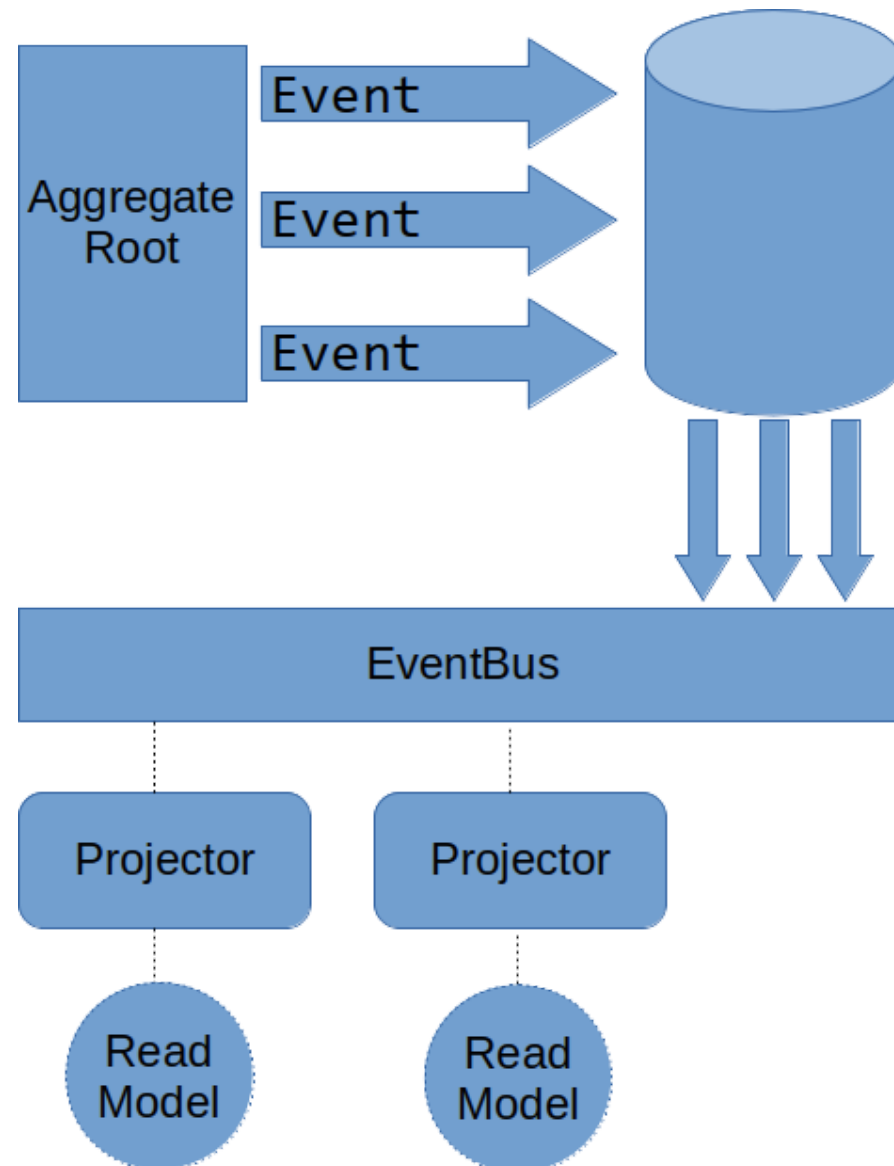 Event
Aggregate
Root
Event
Event
EventBus
Projector
Projector
Read
Model
Read
Model